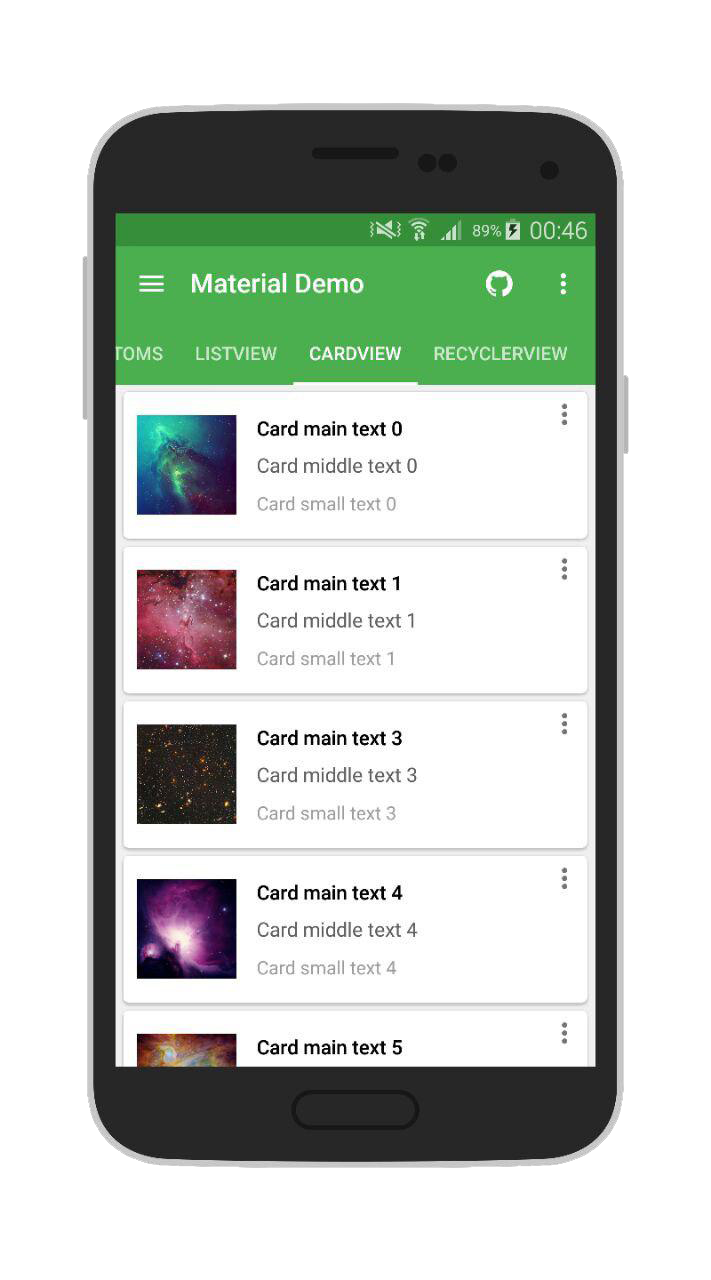 89% 00:46
Material Demo
TOMS LISTVIEW CARDVIEW RECYCLERVIEW
Card main text 0
Card middle text 0
Card small text 0
Card main text 1
Card middle text 1
Card small text 1
Card main text 3
Card middle text 3
Card small text 3
Card main text 4
Card middle text 4
Card small text 4
Card main text 5